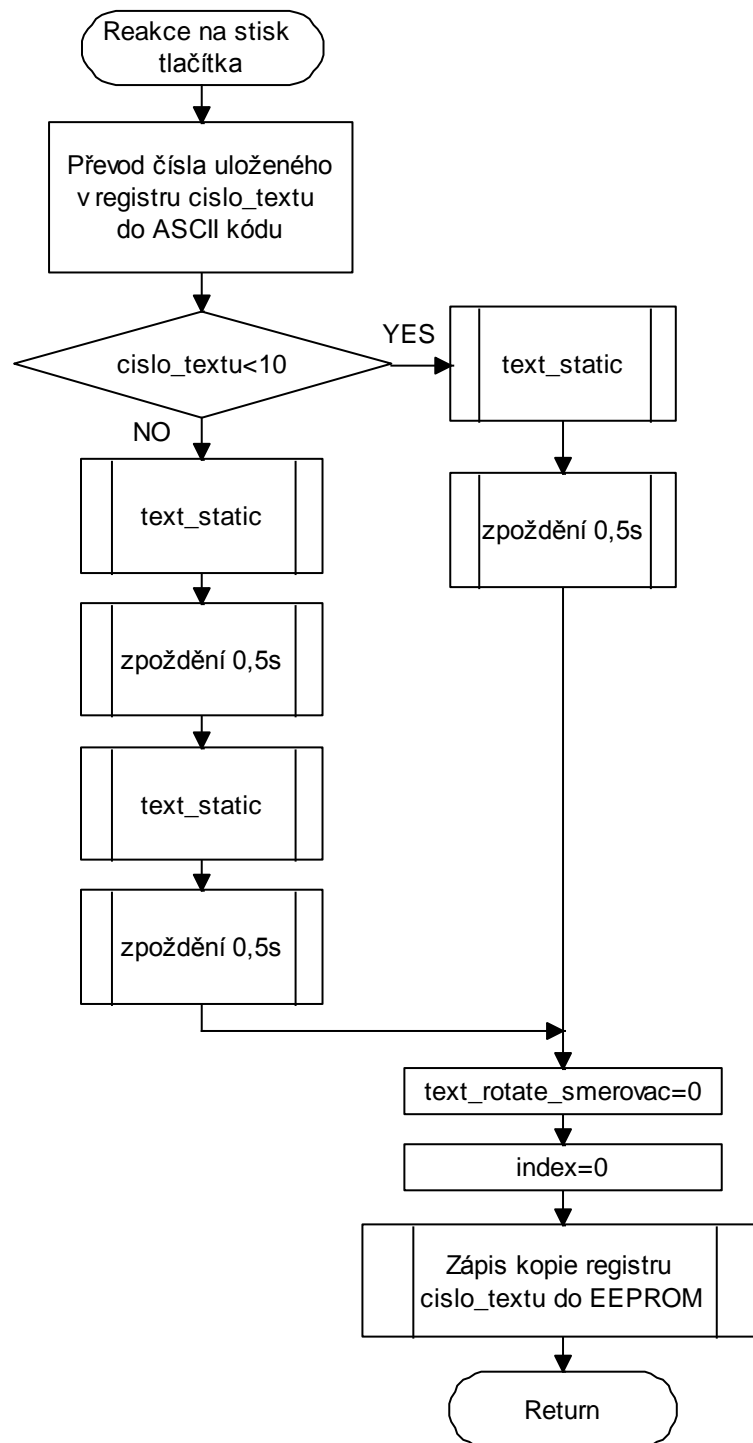 Reakce na stisk
tlačítka
Převod čísla uloženého
v registru cislo_textu
do ASCII kódu
cislo_textu<10
YES
text_static
zpoždění 0,5s
NO
text_static
zpoždění 0,5s
text_static
zpoždění 0,5s
text_rotate_smerovac=0
index=0
Zápis kopie registru
cislo_textu do EEPROM
Return